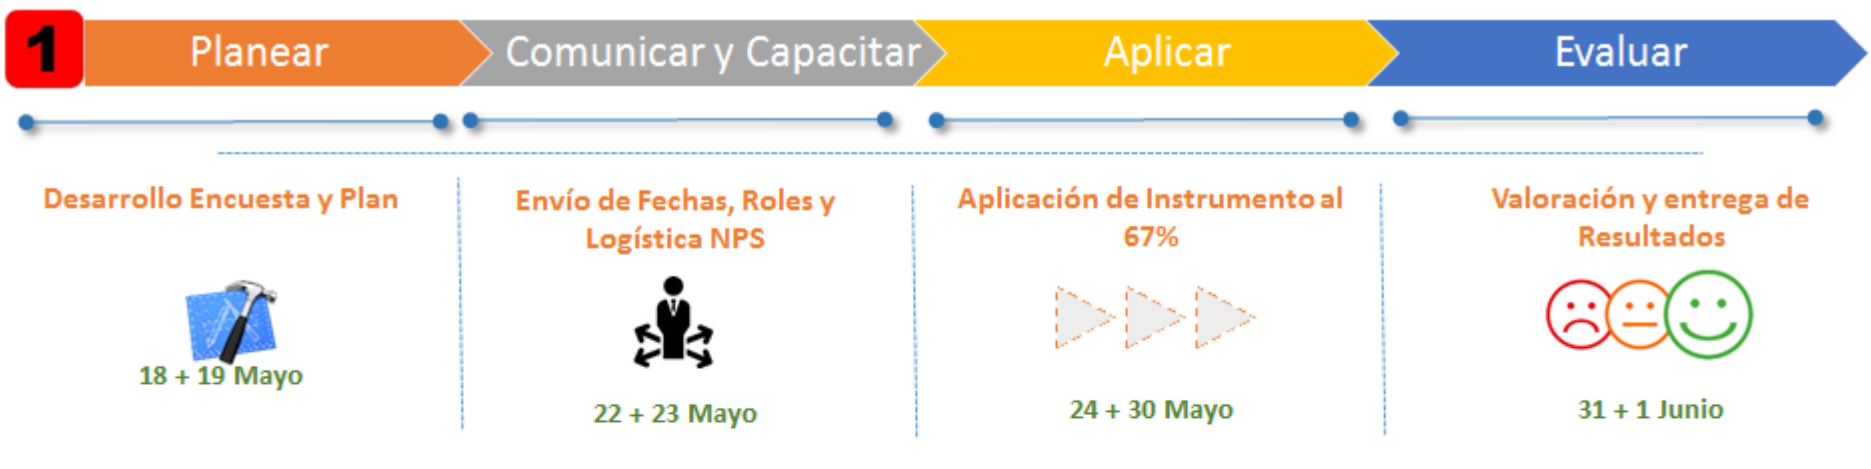 1
Planear
Comunicar y Capacitar
Aplicar
Evaluar
Desarrollo Encuesta y Plan
18 + 19 Mayo
Envío de Fechas, Roles y
Logística NPS
22 + 23 Mayo
Aplicación de Instrumento al
67%
24 + 30 Mayo
Valoración y entrega de
Resultados
31 + 1 Junio